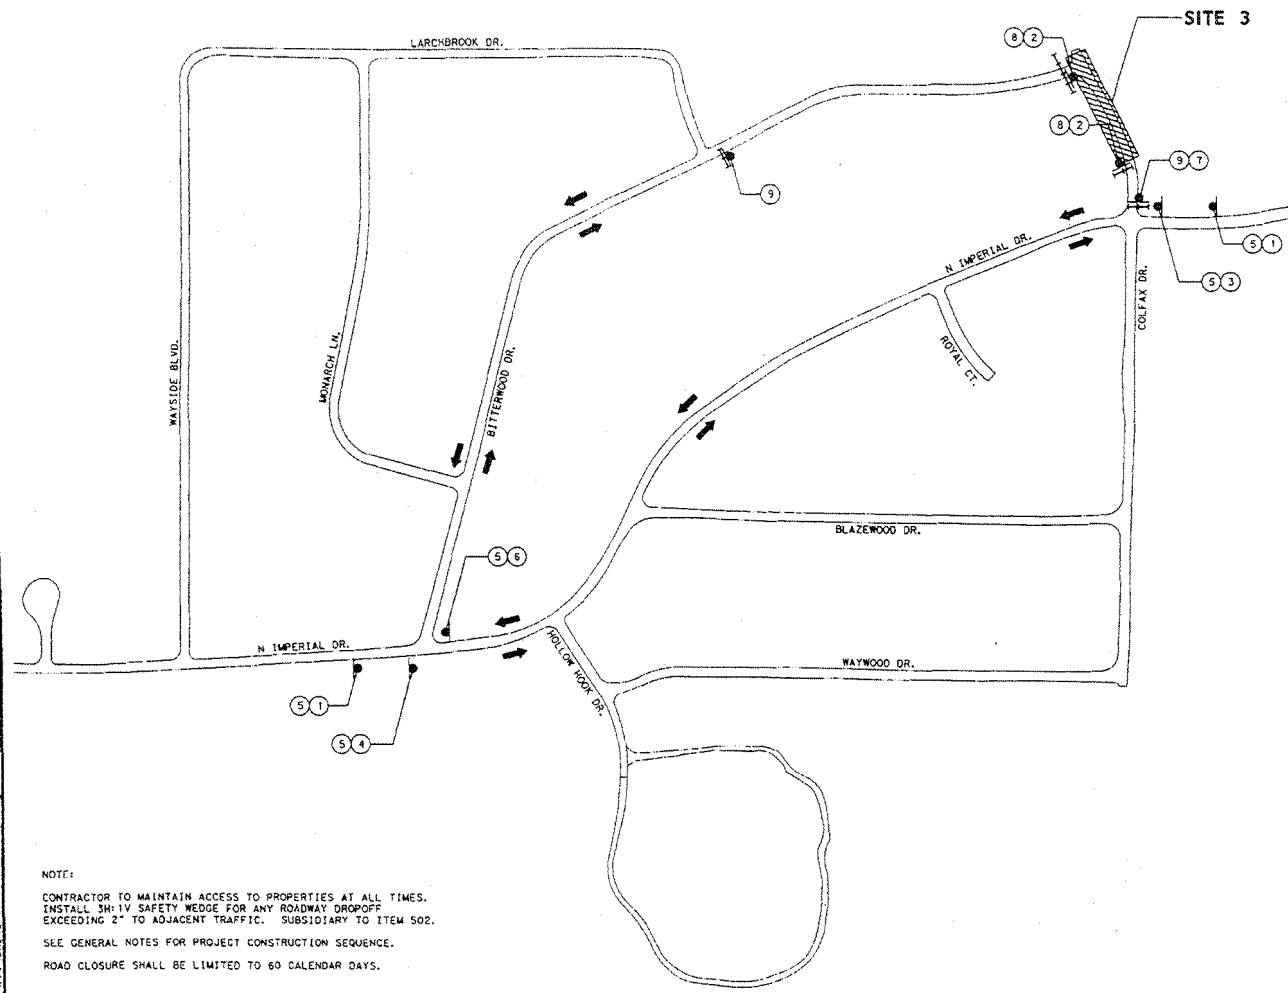 SITE 3
LARCHBROOK DR.
8 2
8 2
9 7
9
5 1
5 3
N IMPERIAL DR.
COLFAX DR.
ROYAL CT.
MONARCH LN.
WAYSIDE BLVD.
BITTERWOOD DR.
BLAZEWOOD DR.
5 6
N IMPERIAL DR.
HOLLOW HOOK DR.
WAYWOOD DR.
5 1
5 4
NOTE:
CONTRACTOR TO MAINTAIN ACCESS TO PROPERTIES AT ALL TIMES.
INSTALL 3H:1V SAFETY WEDGE FOR ANY ROADWAY DROPOFF
EXCEEDING 2" TO ADJACENT TRAFFIC. SUBSIDIARY TO ITEM 502.
SEE GENERAL NOTES FOR PROJECT CONSTRUCTION SEQUENCE.
ROAD CLOSURE SHALL BE LIMITED TO 60 CALENDAR DAYS.